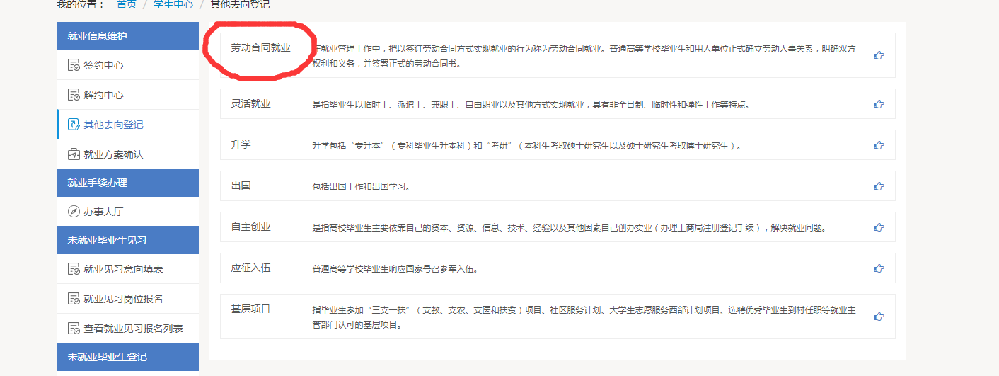 我的位置： 首页 / 学生中心 / 其他去向登记
就业信息维护
签约中心
解约中心
其他去向登记
就业方案确认
就业手续办理
办事大厅
未就业毕业生见习
就业见习意向填表
就业见习岗位报名
查看就业见习报名列表
未就业毕业生登记
劳动合同就业
在就业管理工作中，把以签订劳动合同方式实现就业的行为称为劳动合同就业。普通高等学校毕业生和用人单位正式确立劳动人事关系，明确双方
权利和义务，并签署正式的劳动合同书。
灵活就业
是指毕业生以临时工、派遣工、兼职工、自由职业以及其他方式实现就业，具有非全日制、临时性和弹性工作等特点。
升学
升学包括“专升本”（专科毕业生升本科）和“考研”（本科生考取硕士研究生以及硕士研究生考取博士研究生）。
出国
包括出国工作和出国学习。
自主创业
是指高校毕业生主要依靠自己的资本、资源、信息、技术、经验以及其他因素自己创办实业（办理工商局注册登记手续），解决就业问题。
应征入伍
普通高等学校毕业生响应国家号召参军入伍。
基层项目
指毕业生参加“三支一扶”（支教、支农、支医和扶贫）项目、社区服务计划、大学生志愿服务西部计划项目、选聘优秀毕业生到村任职等就业主
管部门认可的基层项目。